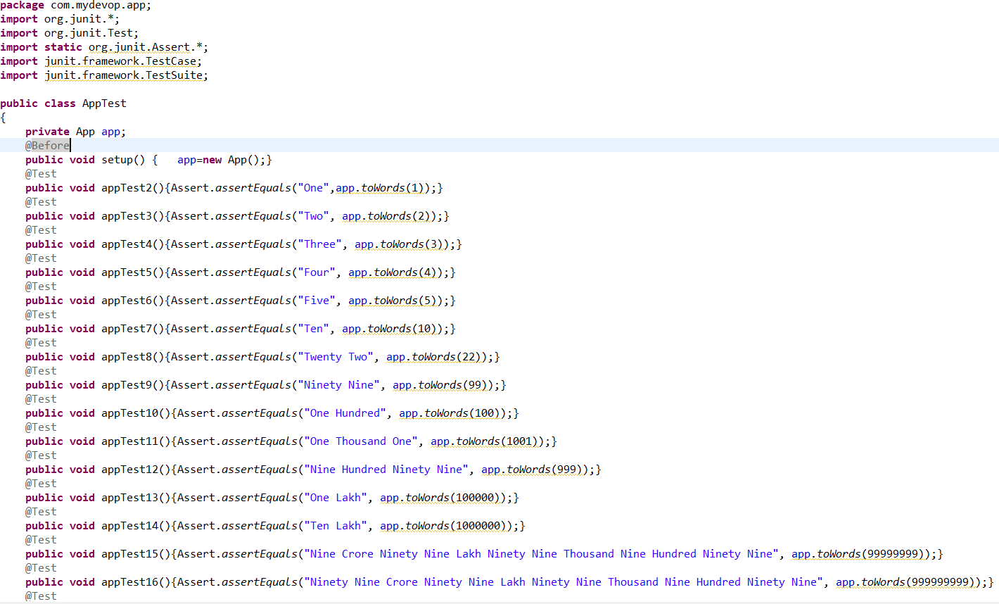 package com.mydevop.app;
import org.junit.*;
import org.junit.Test;
import static org.junit.Assert.*;
import junit.framework.TestCase;
import junit.framework.TestSuite;

public class AppTest
{
    private App app;
    @Before
    public void setup() {   app=new App();}
    @Test
    public void appTest2(){Assert.assertEquals("One",app.toWords(1));}
    @Test
    public void appTest3(){Assert.assertEquals("Two", app.toWords(2));}
    @Test
    public void appTest4(){Assert.assertEquals("Three", app.toWords(3));}
    @Test
    public void appTest5(){Assert.assertEquals("Four", app.toWords(4));}
    @Test
    public void appTest6(){Assert.assertEquals("Five", app.toWords(5));}
    @Test
    public void appTest7(){Assert.assertEquals("Ten", app.toWords(10));}
    @Test
    public void appTest8(){Assert.assertEquals("Twenty Two", app.toWords(22));}
    @Test
    public void appTest9(){Assert.assertEquals("Ninety Nine", app.toWords(99));}
    @Test
    public void appTest10(){Assert.assertEquals("One Hundred", app.toWords(100));}
    @Test
    public void appTest11(){Assert.assertEquals("One Thousand One", app.toWords(1001));}
    @Test
    public void appTest12(){Assert.assertEquals("Nine Hundred Ninety Nine", app.toWords(999));}
    @Test
    public void appTest13(){Assert.assertEquals("One Lakh", app.toWords(100000));}
    @Test
    public void appTest14(){Assert.assertEquals("Ten Lakh", app.toWords(1000000));}
    @Test
    public void appTest15(){Assert.assertEquals("Nine Crore Ninety Nine Lakh Ninety Nine Thousand Nine Hundred Ninety Nine", app.toWords(99999999));}
    @Test
    public void appTest16(){Assert.assertEquals("Ninety Nine Crore Ninety Nine Lakh Ninety Nine Thousand Nine Hundred Ninety Nine", app.toWords(999999999));}
    @Test